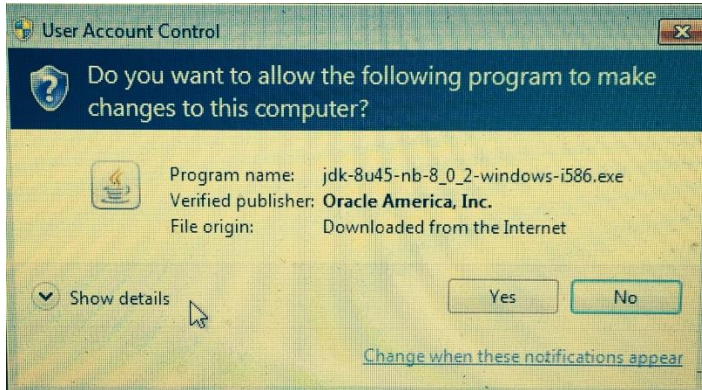 User Account Control
Do you want to allow the following program to make
changes to this computer?
Program name: jdk-8u45-nb-8_0_2-windows-i586.exe
Verified publisher: Oracle America, Inc.
File origin: Downloaded from the Internet
Show details
Yes No
Change when these notifications appear